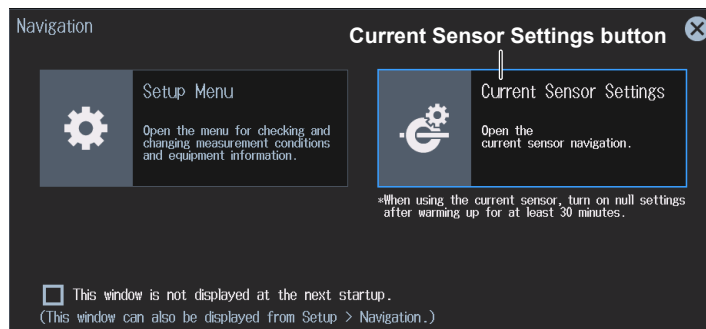 Navigation
Current Sensor Settings button
Setup Menu
Open the menu for checking and
changing measurement conditions
and equipment information.
Current Sensor Settings
Open the
current sensor navigation.
*When using the current sensor, turn on null settings
after warming up for at least 30 minutes.
This window is not displayed at the next startup.
(This window can also be displayed from Setup > Navigation.)